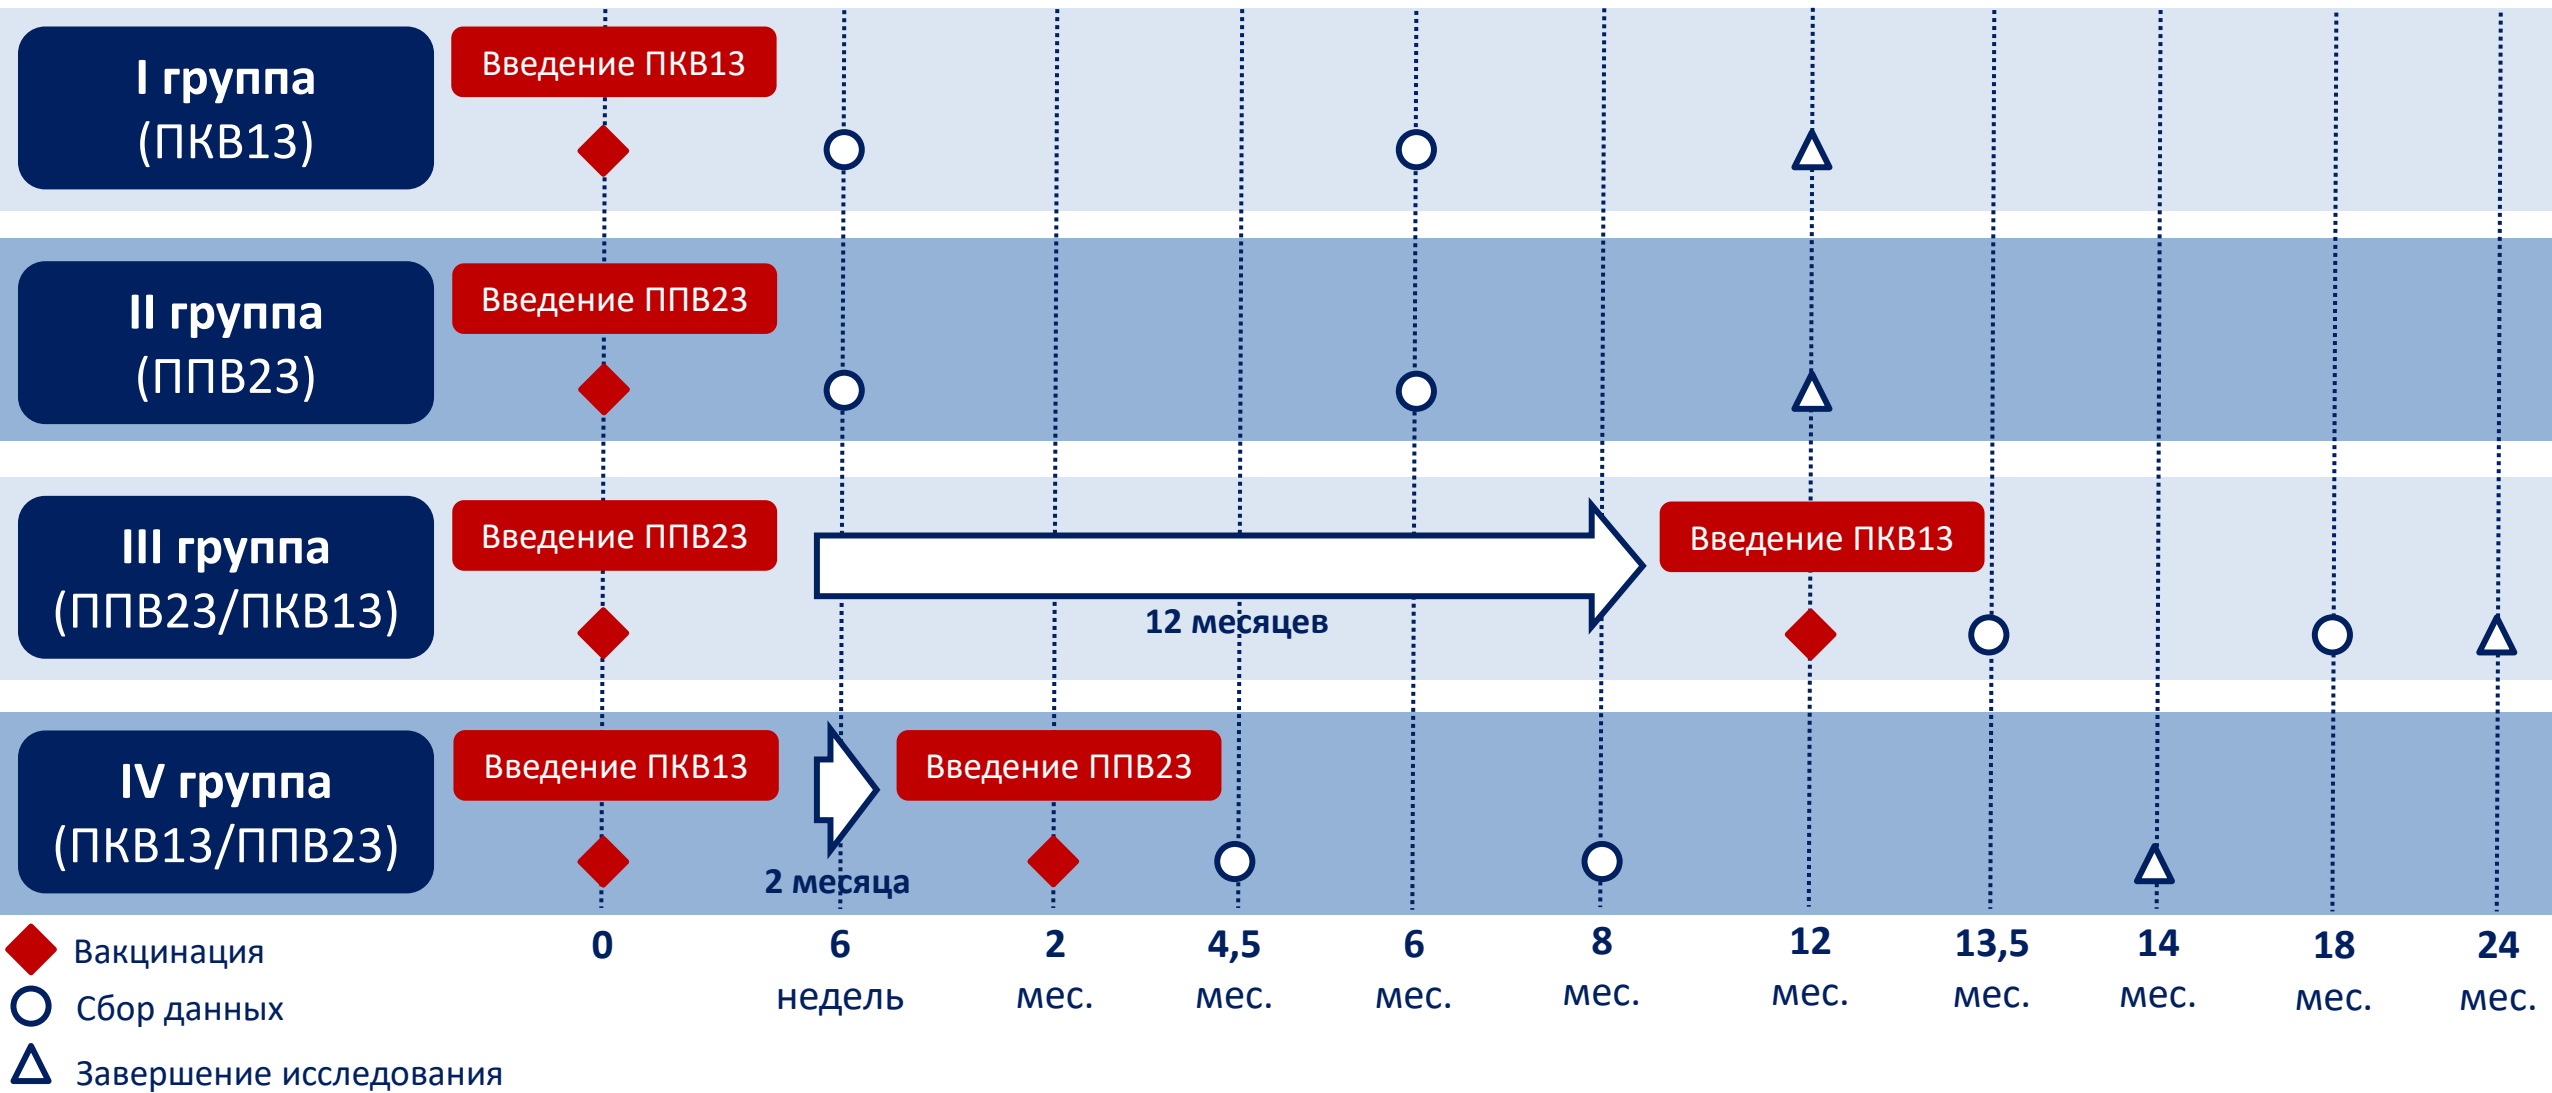 I группа
(ПКВ13)
Введение ПКВ13
II группа
(ППВ23)
Введение ППВ23
III группа
(ППВ23/ПКВ13)
Введение ППВ23
12 месяцев
Введение ПКВ13
IV группа
(ПКВ13/ППВ23)
Введение ПКВ13
2 месяца
Введение ППВ23
0
6
недель
2
мес.
4,5
мес.
6
мес.
8
мес.
12
мес.
13,5
мес.
14
мес.
18
мес.
24
мес.
Вакцинация
Сбор данных
Завершение исследования